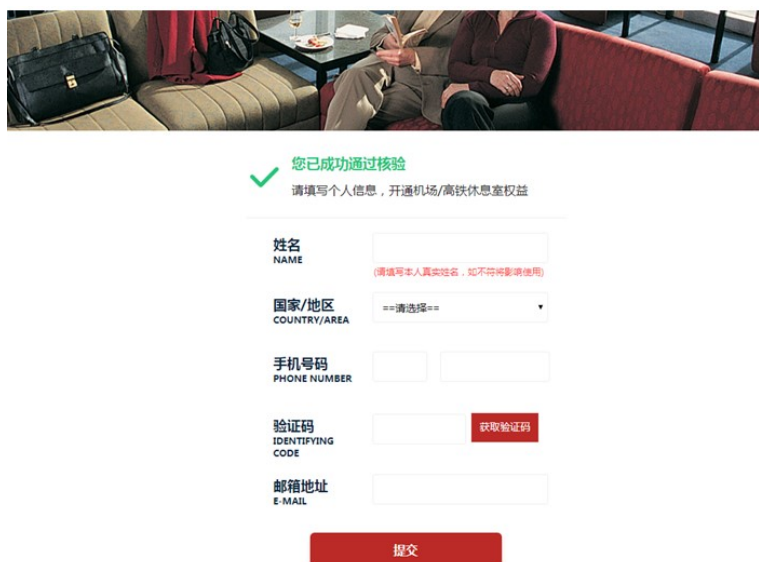 您已成功通过核验
请填写个人信息，开通机场/高铁休息室权益
姓名
NAME
(请填写本人真实姓名，如不符将影响使用)
国家/地区
COUNTRY/AREA
==请选择==
手机号码
PHONE NUMBER
验证码
IDENTIFYING
CODE
获取验证码
邮箱地址
E-MAIL
提交